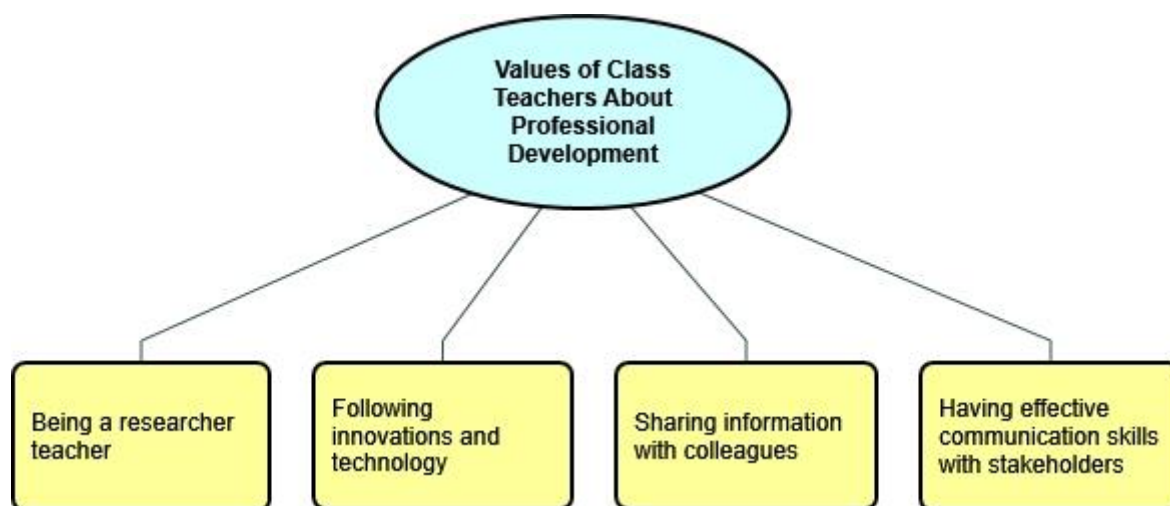 Values of Class
Teachers About
Professional
Development
Being a researcher
teacher
Following
innovations and
technology
Sharing information
with colleagues
Having effective
communication skills
with stakeholders